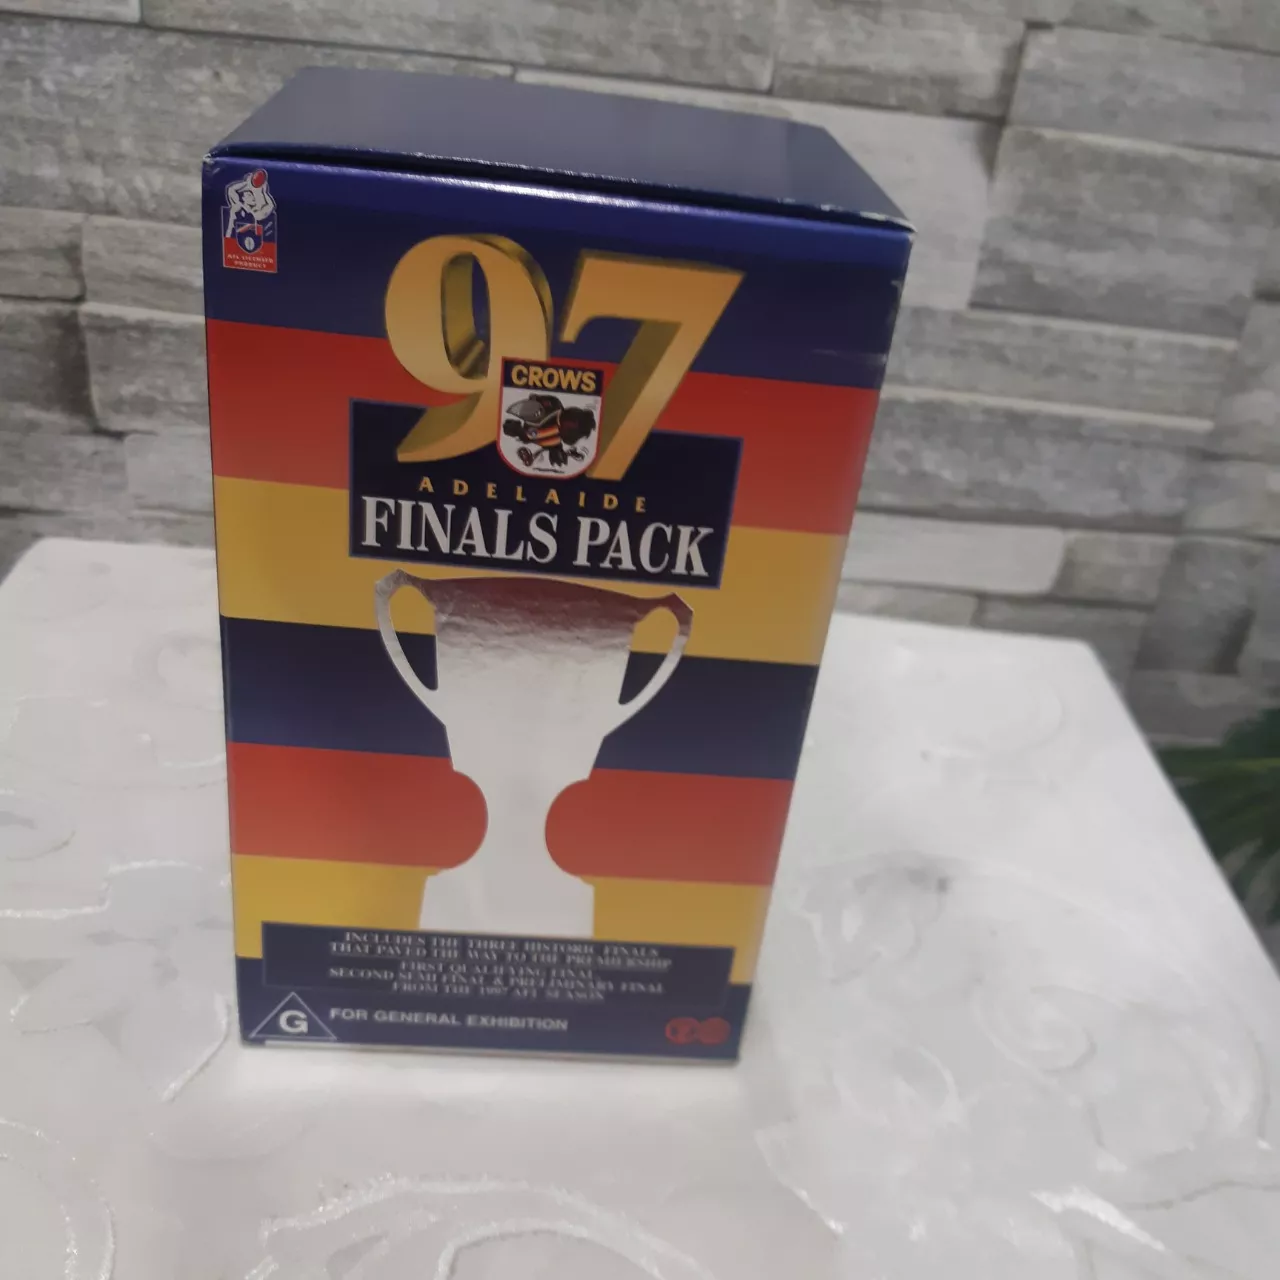 97
CROWS
ADELAIDE
FINALS PACK
INCLUDES THE THREE HISTORIC FINALS
THAT PAVED THE WAY TO THE PREMIERSHIP
FIRST QUALIFYING FINAL
SECOND SEMI FINAL & PRELIMINARY FINAL
FROM THE 1997 AFL SEASON
G
FOR GENERAL EXHIBITION